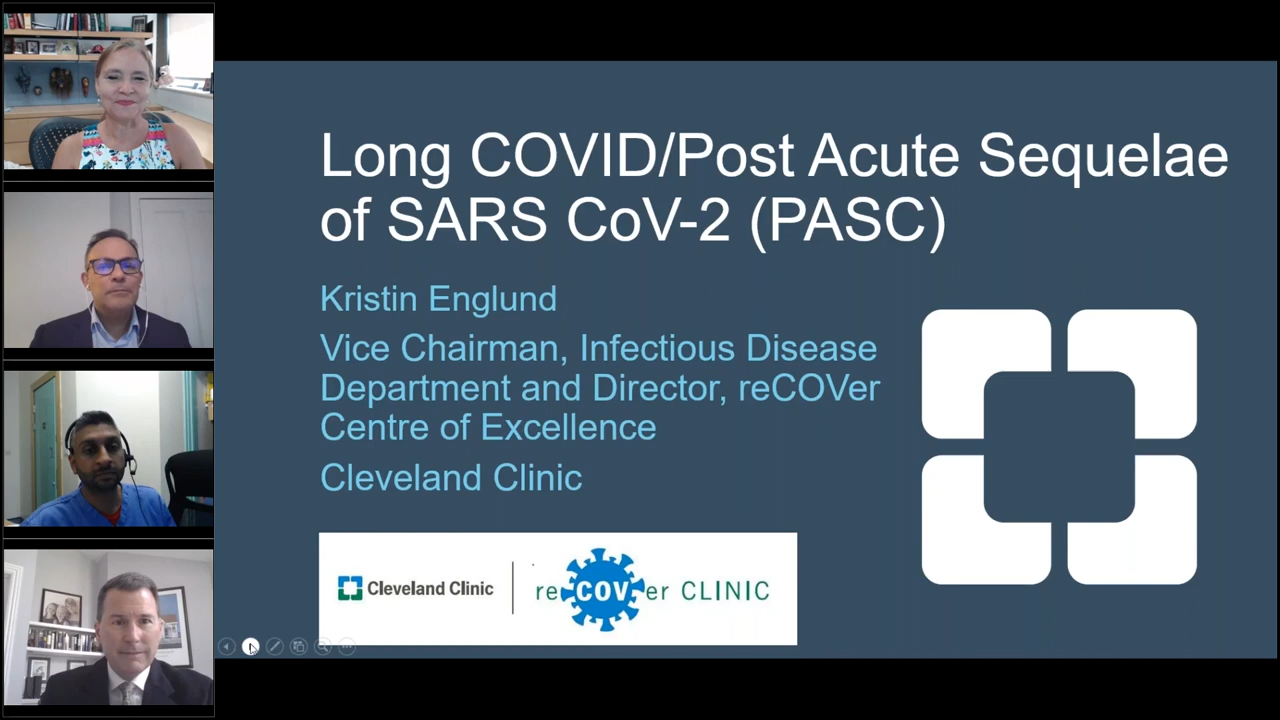 Long COVID/Post Acute Sequelae
of SARS CoV-2 (PASC)
Kristin Englund
Vice Chairman, Infectious Disease
Department and Director, reCOVer
Centre of Excellence
Cleveland Clinic
Cleveland Clinic reCOVer CLINIC